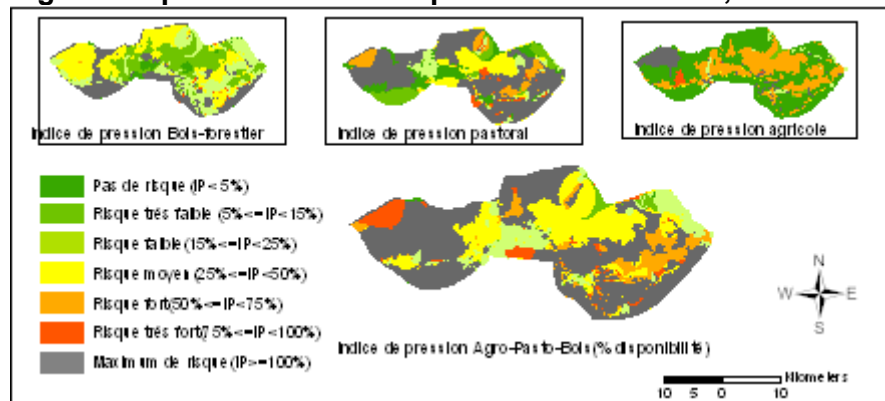 Indice de pression Bois-forestier
Indice de pression pastoral
Indice de pression agricole
Pas de risque (IP<5%)
Risque trés faible (5%<=IP<15%)
Risque faible (15%<=IP<25%)
Risque moyen (25%<=IP<50%)
Risque fort(50%<=IP<75%)
Risque trés fort(75%<=IP<100%)
Maximum de risque (IP>=100%)
Indice de pression Agro-Pasto-Bois (% disponibilité)
N
W E
S
10 5 0 10 Kilometers